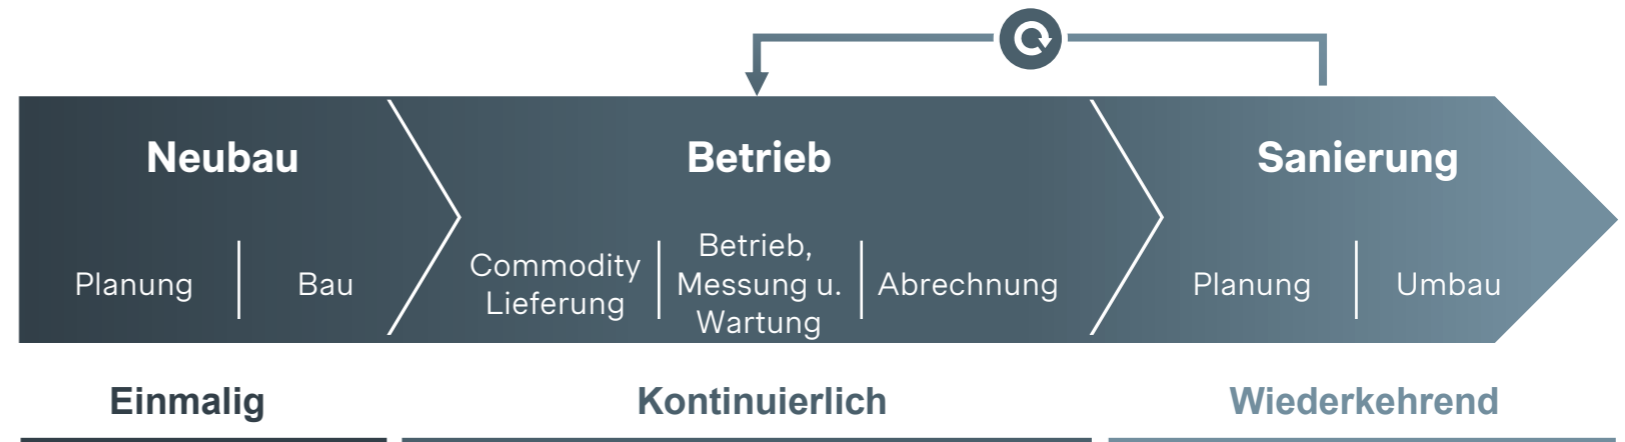 Neubau
Betrieb
Sanierung
Planung
Bau
Commodity
Lieferung
Betrieb,
Messung u.
Wartung
Abrechnung
Planung
Umbau
Einmalig
Kontinuierlich
Wiederkehrend